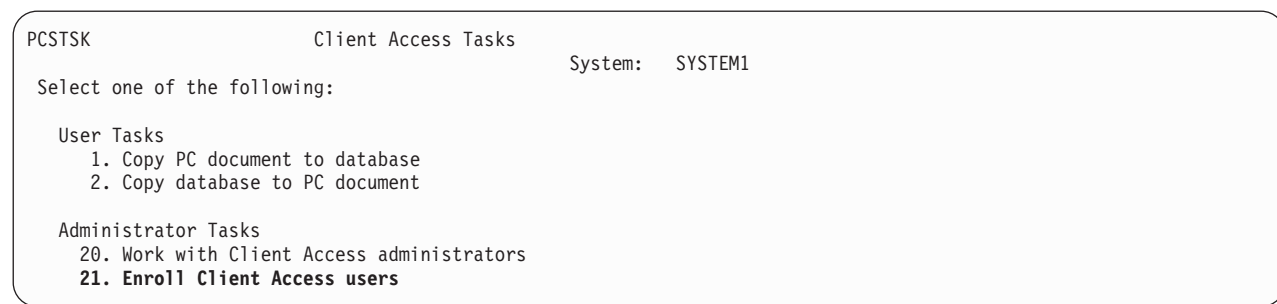 PCSTSK Client Access Tasks
System: SYSTEM1
Select one of the following:
User Tasks
1. Copy PC document to database
2. Copy database to PC document
Administrator Tasks
20. Work with Client Access administrators
21. Enroll Client Access users